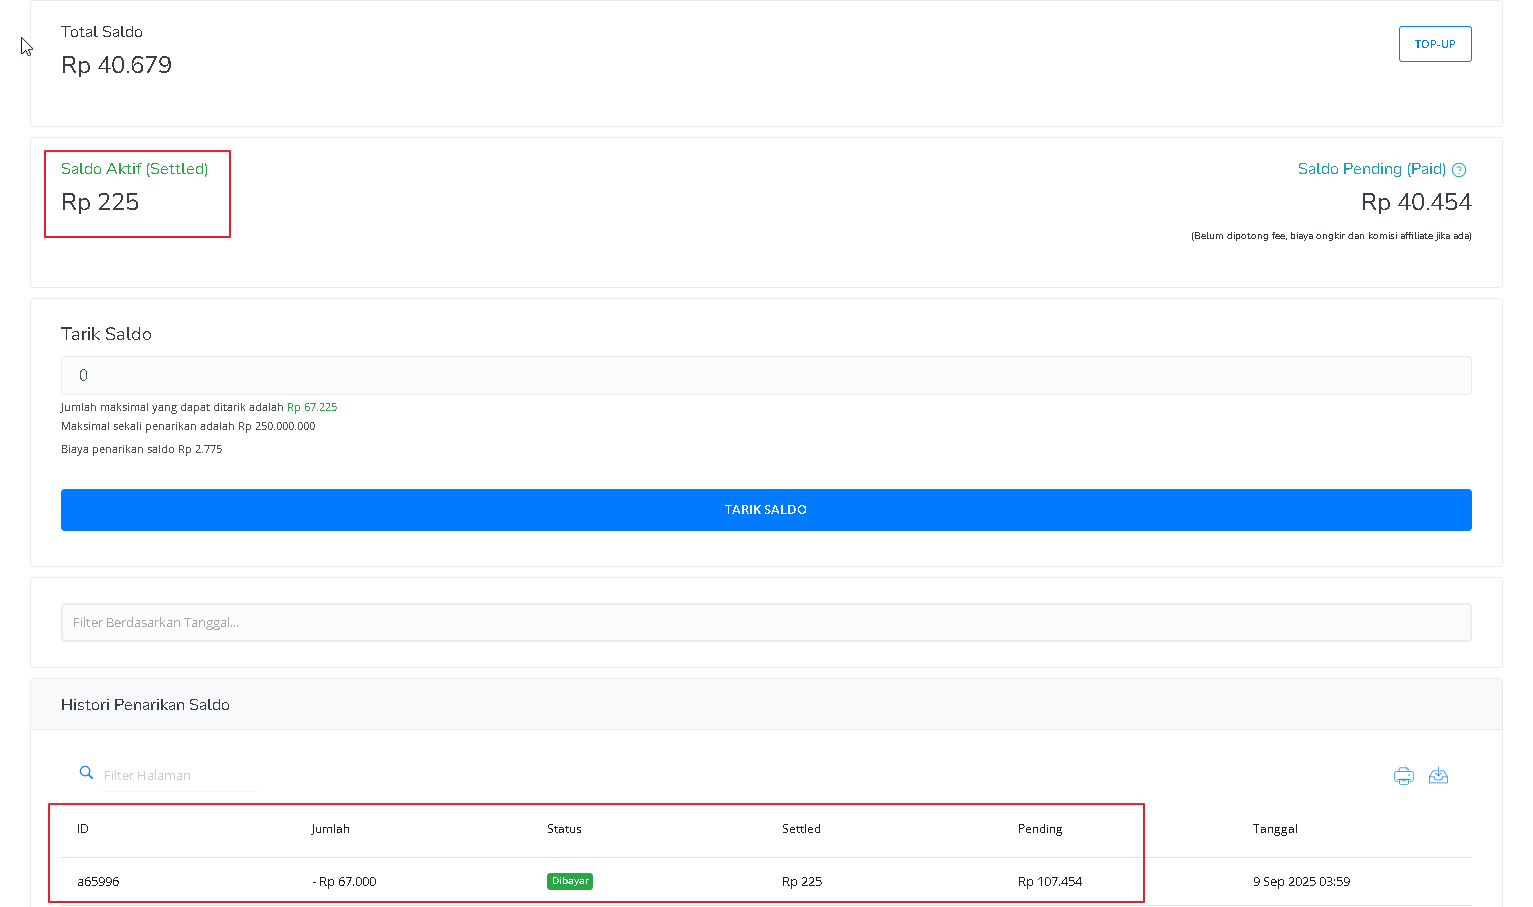 Total Saldo
Rp 40.679
TOP-UP
Saldo Aktif (Settled)
Rp 225
Saldo Pending (Paid) ?
Rp 40.454
(Belum dipotong fee, biaya ongkir dan komisi affiliate jika ada)
Tarik Saldo
0
Jumlah maksimal yang dapat ditarik adalah Rp 67.225
Maksimal sekali penarikan adalah Rp 250.000.000
Biaya penarikan saldo Rp 2.775
TARIK SALDO
Filter Berdasarkan Tanggal...
Histori Penarikan Saldo
Filter Halaman
ID Jumlah Status Settled Pending Tanggal
a65996 - Rp 67.000 Dibayar Rp 225 Rp 107.454 9 Sep 2025 03:59